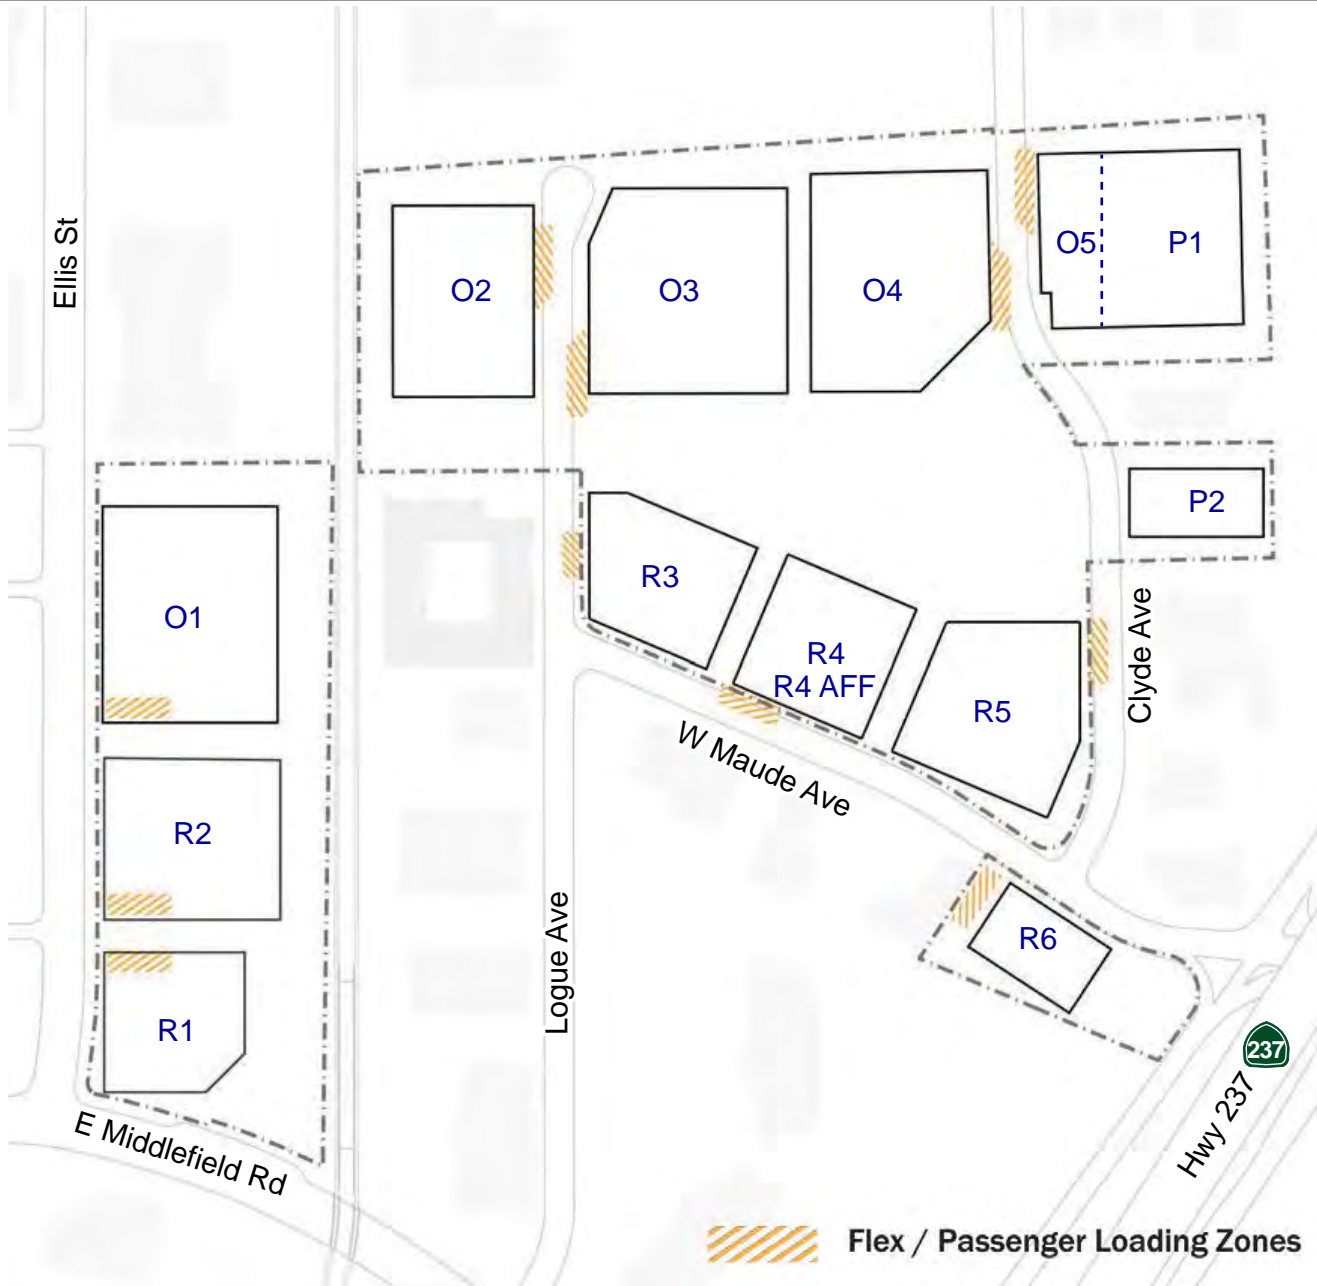 Ellis St
O2
O3
O4
O5
P1
P2
O1
R3
R4
R4 AFF
R5
Clyde Ave
W Maude Ave
R2
R6
Logue Ave
R1
237
Hwy 237
E Middlefield Rd
Flex / Passenger Loading Zones